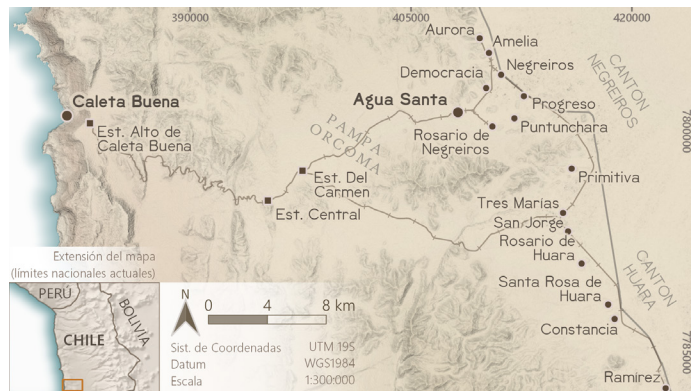 390000
405000
420000
Aurora
Amelia
Negreiros
Democracia
CANTON
NEGREIROS
Caleta Buena
Agua Santa
Progreso
7800000
Est. Alto de
Caleta Buena
PAMPA
ORCOMA
Rosario de
Negreiros
Puntunchara
Est. Del
Carmen
Primitiva
Est. Central
Tres Marias
San Jorge
Rosario de
Huara
CANTON
HUARA
Extensión del mapa
(límites nacionales actuales)
Santa Rosa de
Huara
Constancia
7785000
PERÚ
BOLIVIA
CHILE
N
0 4 8 km
Sist. de Coordenadas UTM 19S
Datum WGS1984
Escala 1:300:000
Ramírez